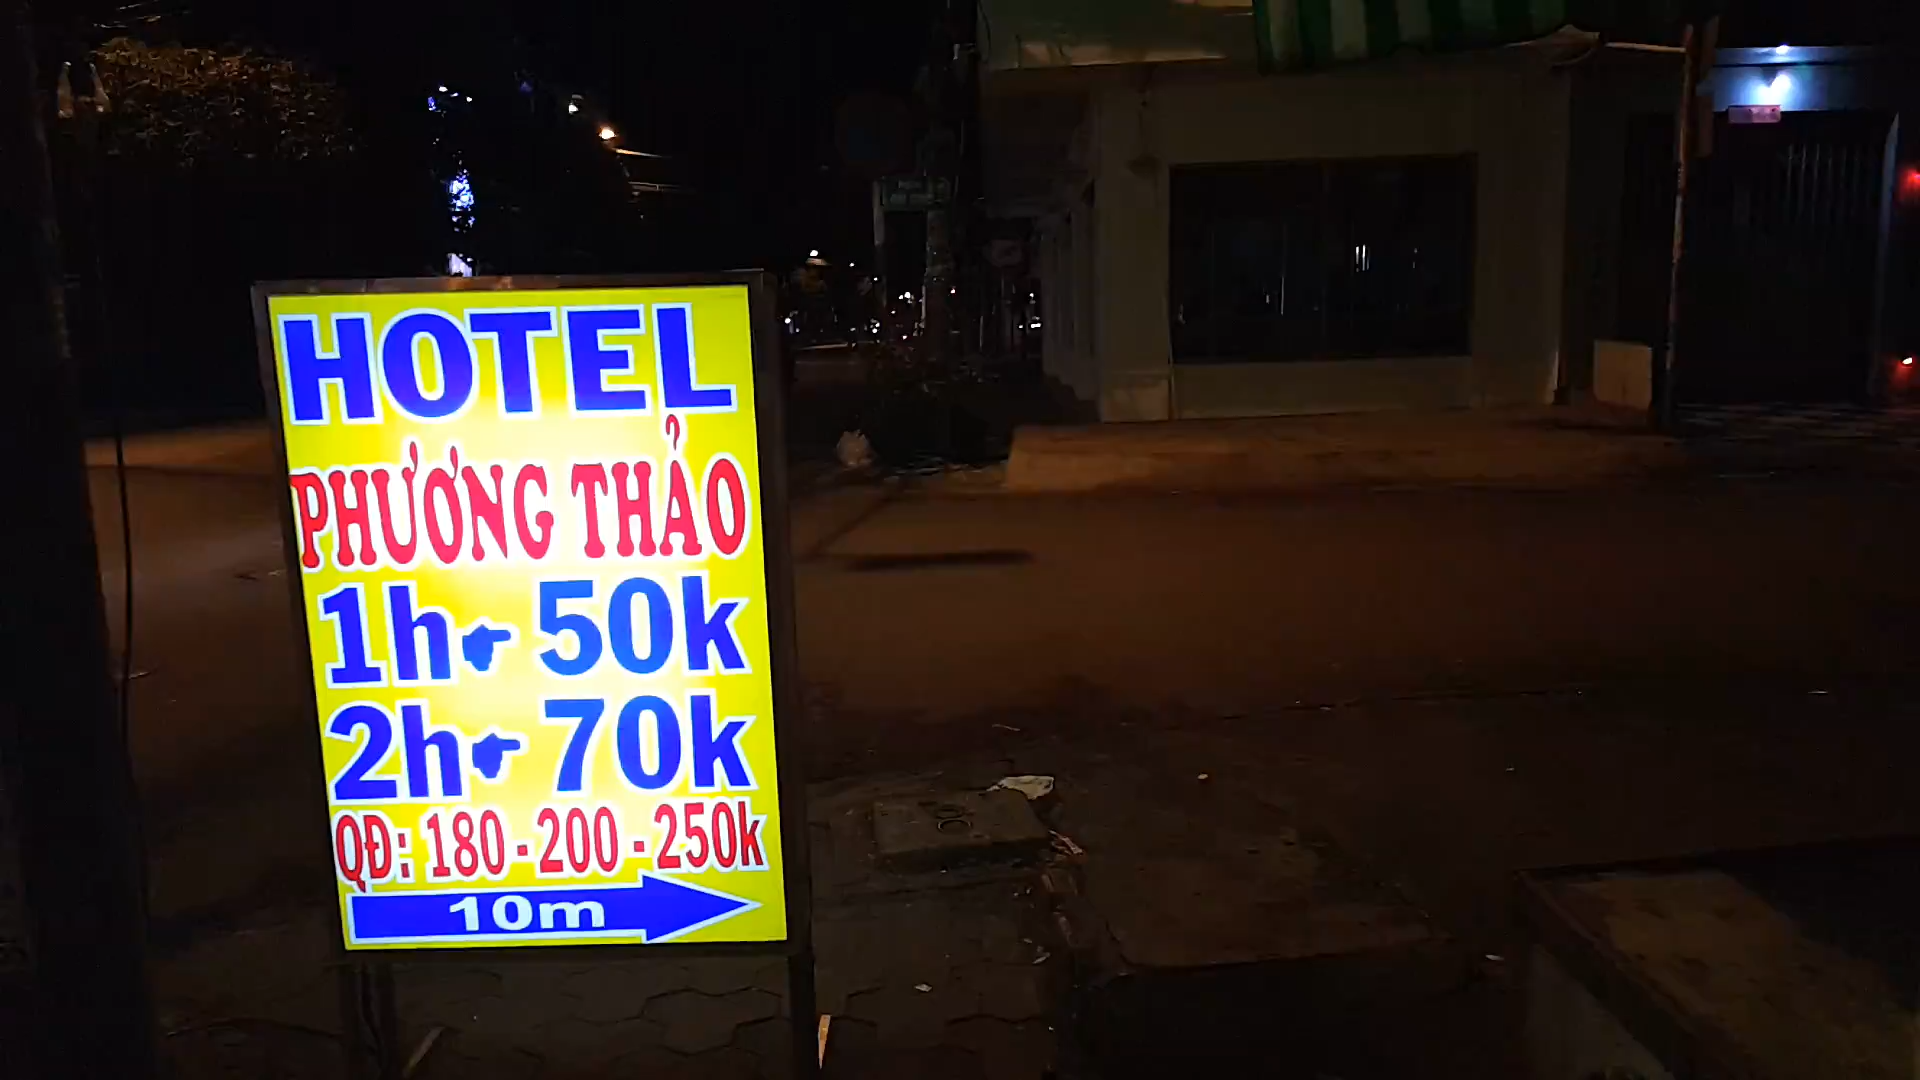 HOTEL
PHƯƠNG THẢO
1h 50k
2h 70k
QĐ: 180 - 200 - 250k
10m